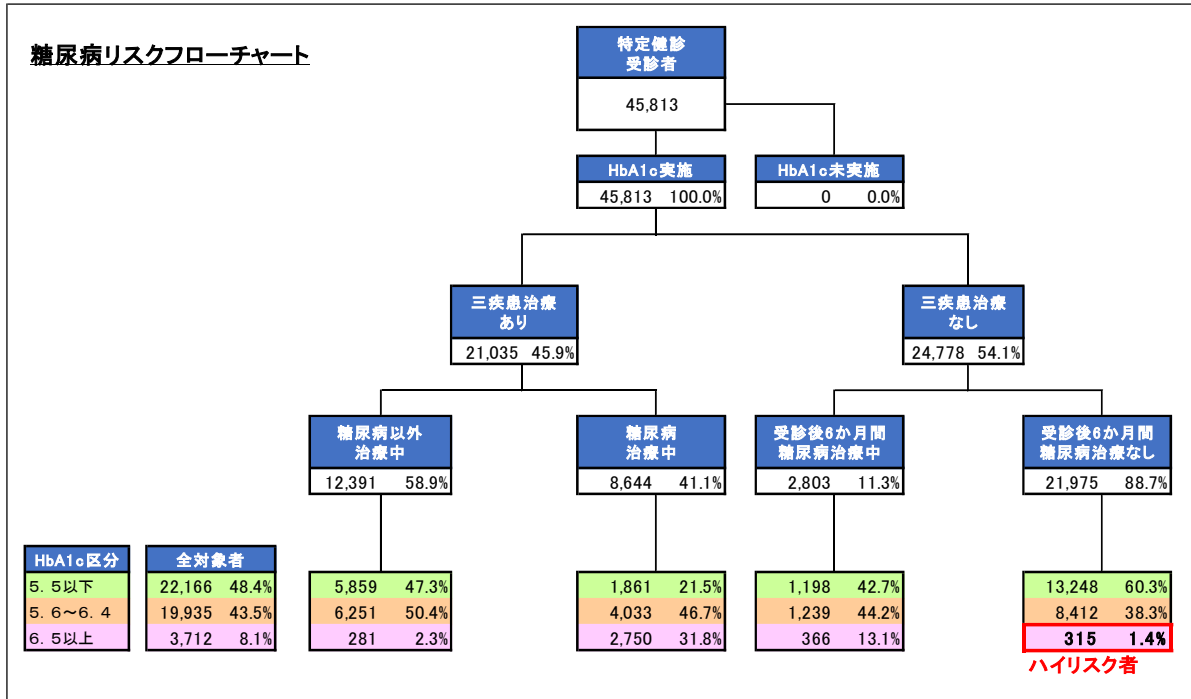 糖尿病リスクフローチャート
特定健診
受診者
45,813
HbA1c実施
45,813 100.0%
HbA1c未実施
0 0.0%
三疾患治療
あり
21,035 45.9%
三疾患治療
なし
24,778 54.1%
糖尿病以外
治療中
12,391 58.9%
糖尿病
治療中
8,644 41.1%
受診後6か月間
糖尿病治療中
2,803 11.3%
受診後6か月間
糖尿病治療なし
21,975 88.7%
HbA1c区分 全対象者
5.5以下 22,166 48.4% 5,859 47.3% 1,861 21.5% 1,198 42.7% 13,248 60.3%
5.6～6.4 19,935 43.5% 6,251 50.4% 4,033 46.7% 1,239 44.2% 8,412 38.3%
6.5以上 3,712 8.1% 281 2.3% 2,750 31.8% 366 13.1% 315 1.4%
ハイリスク者